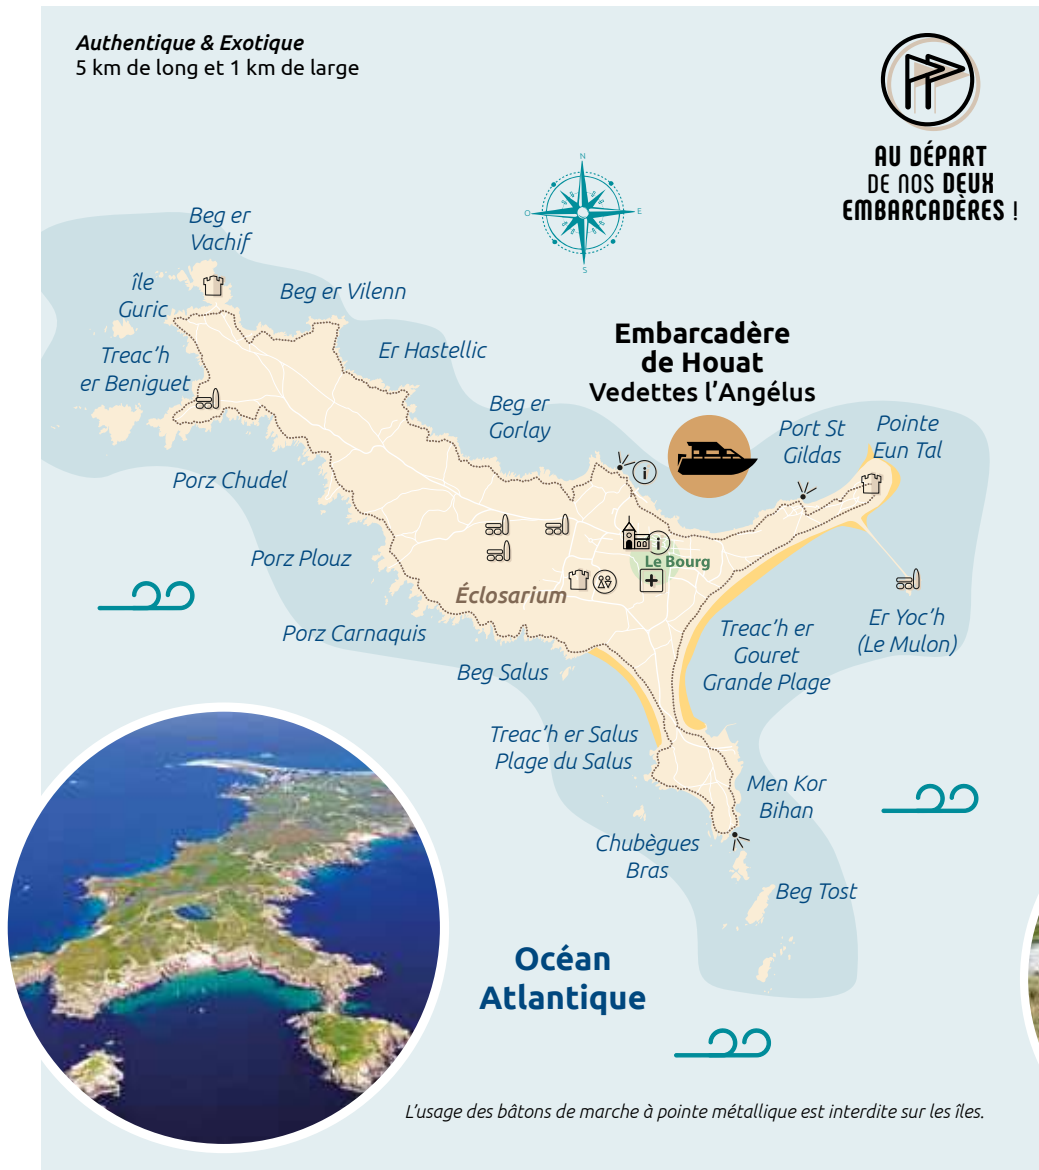 Authentique & Exotique
5 km de long et 1 km de large
AU DÉPART
DE NOS DEUX
EMBARCADÈRES !
N
O
E
S
Beg er
Vachif
île
Guric
Beg er Vilenn
Treac'h
er Beniguet
Er Hastellic
Embarcadère
de Houat
Vedettes l'Angélus
Beg er
Gorlay
Port St
Gildas
Pointe
Eun Tal
Porz Chudel
i
i
Le Bourg
Porz Plouz
Éclosarium
Er Yoc'h
(Le Mulon)
Porz Carnaquis
Treac'h er
Gouret
Grande Plage
Beg Salus
Treac'h er Salus
Plage du Salus
Men Kor
Bihan
Chubègues
Bras
Beg Tost
Océan
Atlantique
L'usage des bâtons de marche à pointe métallique est interdite sur les îles.